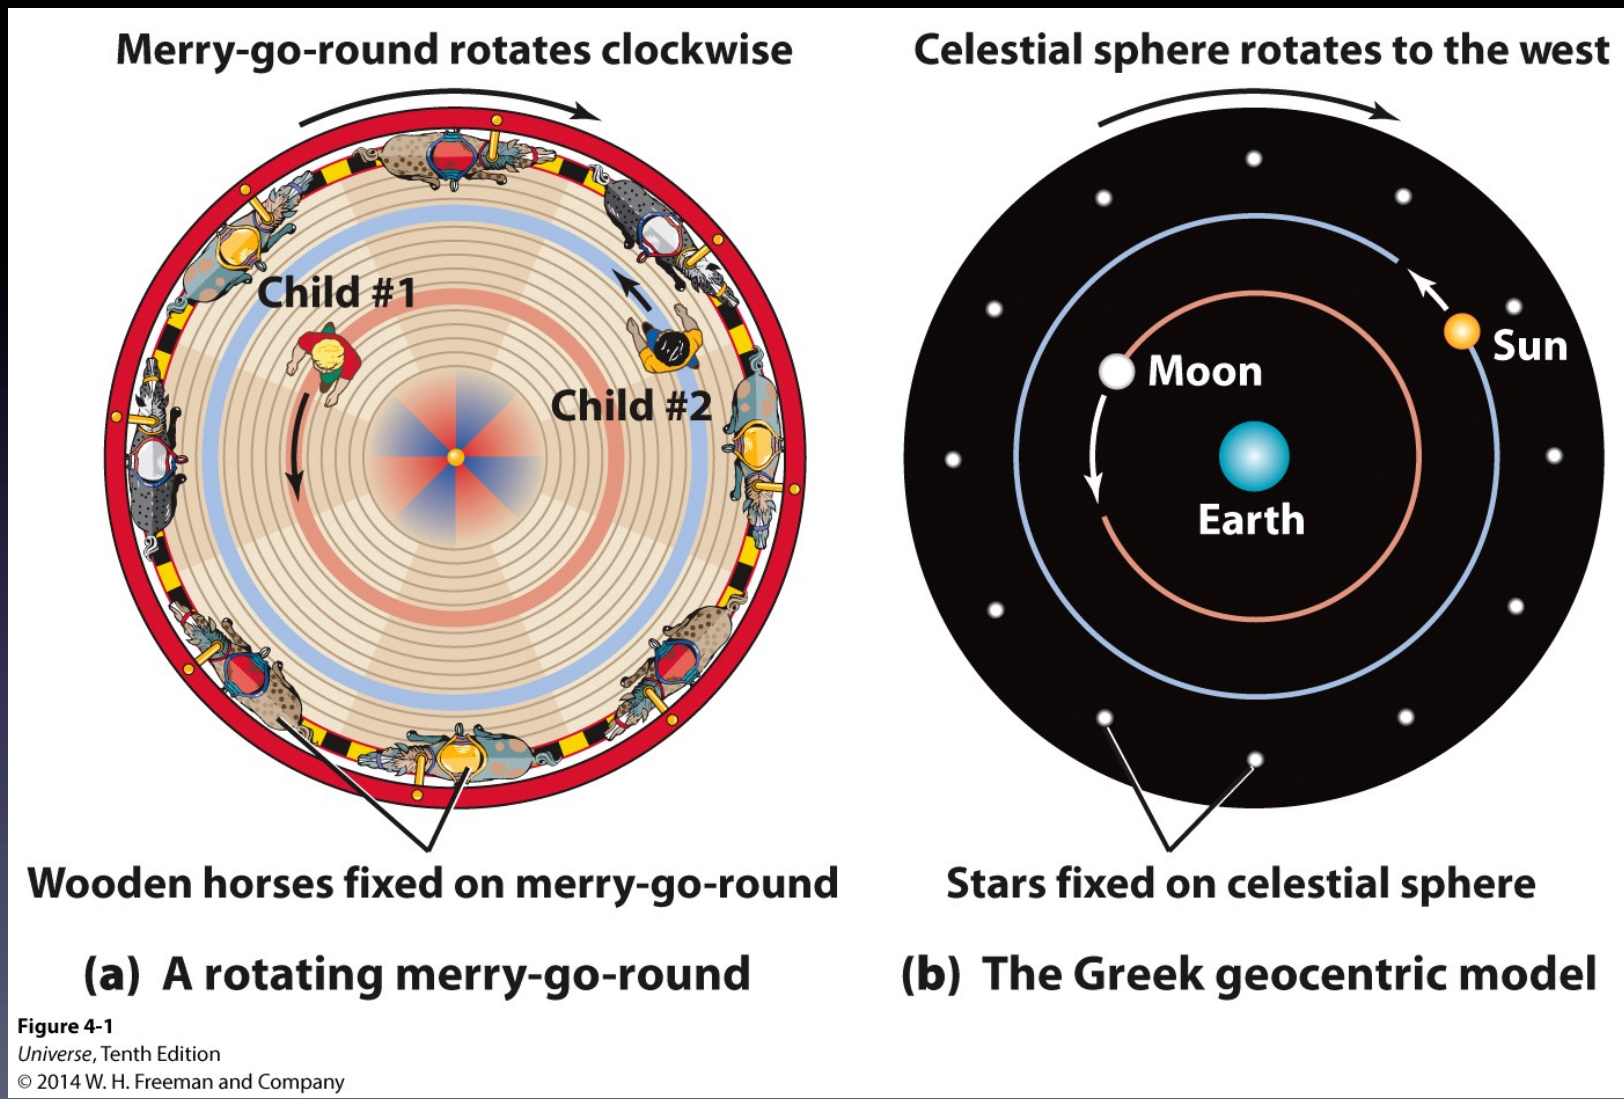 Merry-go-round rotates clockwise
Child #1
Child #2
Wooden horses fixed on merry-go-round
(a) A rotating merry-go-round
Celestial sphere rotates to the west
Sun
Moon
Earth
Stars fixed on celestial sphere
(b) The Greek geocentric model
Figure 4-1
Universe, Tenth Edition
© 2014 W. H. Freeman and Company